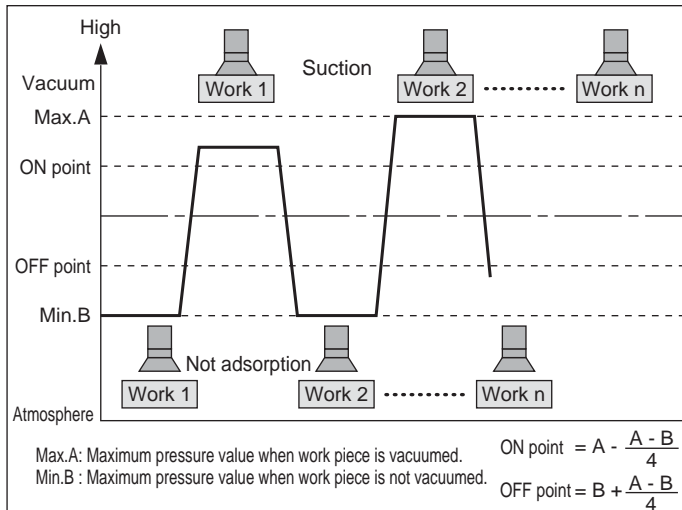 High
Vacuum
Suction
Work 1
Work 2
Work n
Max.A
ON point
OFF point
Min.B
Not adsorption
Work 1
Work 2
Work n
Atmosphere
Max.A: Maximum pressure value when work piece is vacuumed.
Min.B : Maximum pressure value when work piece is not vacuumed.
ON point = A - A - B / 4
OFF point = B + A - B / 4